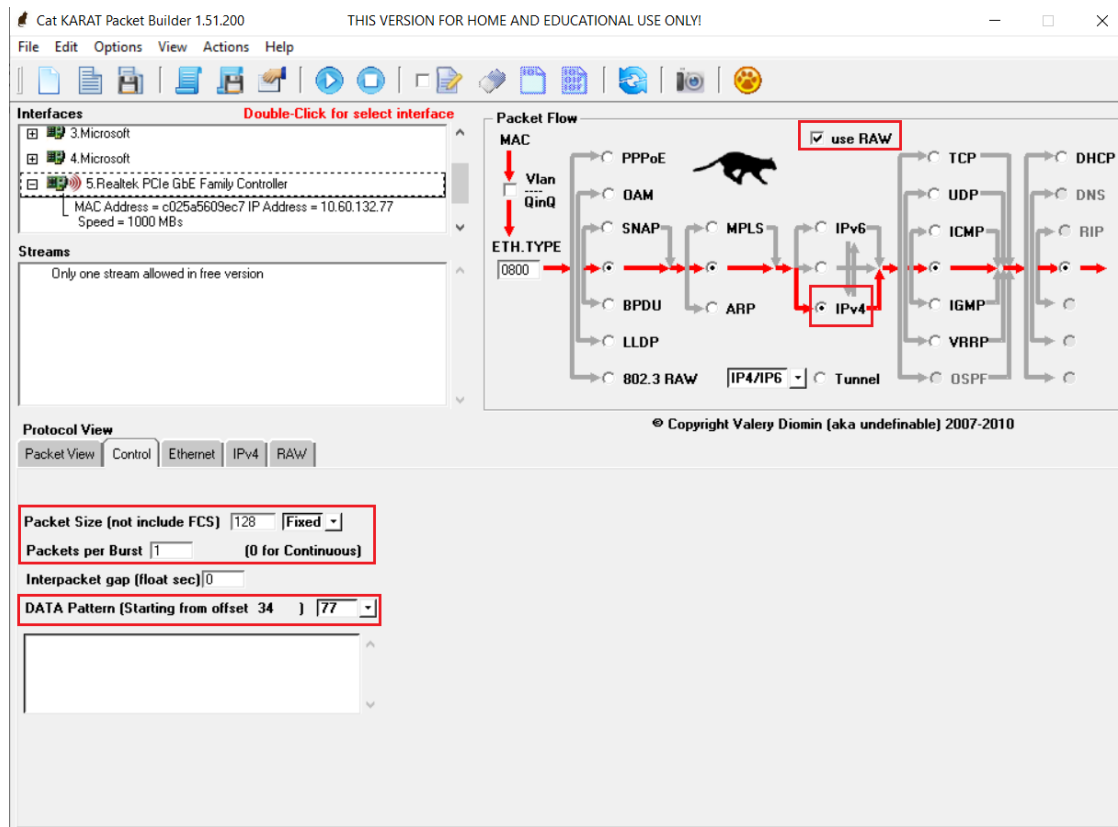 Cat KARAT Packet Builder 1.51.200 THIS VERSION FOR HOME AND EDUCATIONAL USE ONLY!
File Edit Options View Actions Help
Interfaces Double-Click for select interface
3.Microsoft
4.Microsoft
5.Realtek PCIe GbE Family Controller
MAC Address = c025a5609ec7 IP Address = 10.60.132.77
Speed = 1000 MBs
Streams
Only one stream allowed in free version
Packet Flow
use RAW
MAC
Vlan
----
QinQ
ETH.TYPE
0800
PPPoE
OAM
SNAP
BPDU
LLDP
802.3 RAW
MPLS
ARP
IPv6
IPv4
IP4/IP6
Tunnel
TCP
UDP
ICMP
IGMP
VRRP
OSPF
DHCP
DNS
RIP
© Copyright Valery Diomin (aka undefinable) 2007-2010
Protocol View
Packet View Control Ethernet IPv4 RAW
Packet Size (not include FCS) 128 Fixed
Packets per Burst 1 (0 for Continuous)
Interpacket gap (float sec) 0
DATA Pattern (Starting from offset 34 ) 77